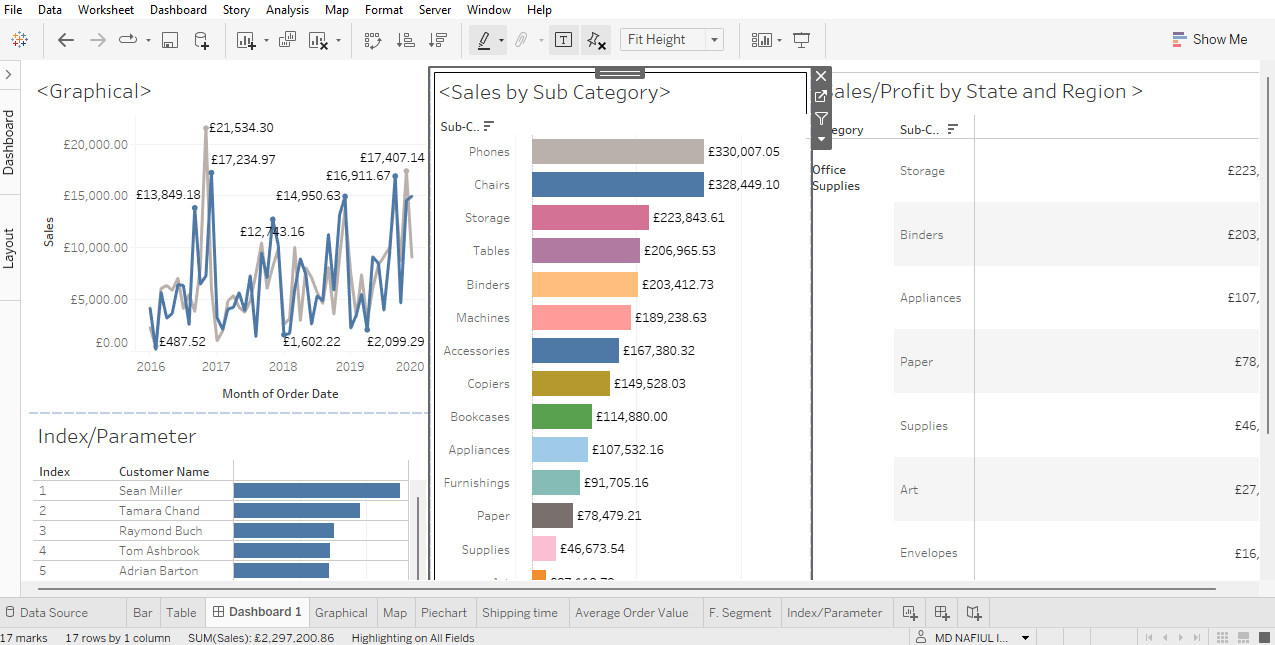 File Data Worksheet Dashboard Story Analysis Map Format Server Window Help
Fit Height
Show Me
Dashboard
Layout
<Graphical>
£21,534.30
£20,000.00
£17,234.97
£17,407.14
£16,911.67
£15,000.00
£13,849.18
£14,950.63
£12,743.16
£10,000.00
£5,000.00
£0.00
£487.52
£1,602.22
£2,099.29
Sales
2016 2017 2018 2019 2020
Month of Order Date
Index/Parameter
Index Customer Name
1 Sean Miller
2 Tamara Chand
3 Raymond Buch
4 Tom Ashbrook
5 Adrian Barton
<Sales by Sub Category>
Sub-C..
Phones £330,007.05
Chairs £328,449.10
Storage £223,843.61
Tables £206,965.53
Binders £203,412.73
Machines £189,238.63
Accessories £167,380.32
Copiers £149,528.03
Bookcases £114,880.00
Appliances £107,532.16
Furnishings £91,705.16
Paper £78,479.21
Supplies £46,673.54
ales/Profit by State and Region >
egory Sub-C..
Office Supplies
Storage £223,
Binders £203,
Appliances £107,
Paper £78,
Supplies £46,
Art £27,
Envelopes £16,
Data Source Bar Table Dashboard 1 Graphical Map Piechart Shipping time Average Order Value F. Segment Index/Parameter
17 marks 17 rows by 1 column SUM(Sales): £2,297,200.86 Highlighting on All Fields MD NAFIUL I...